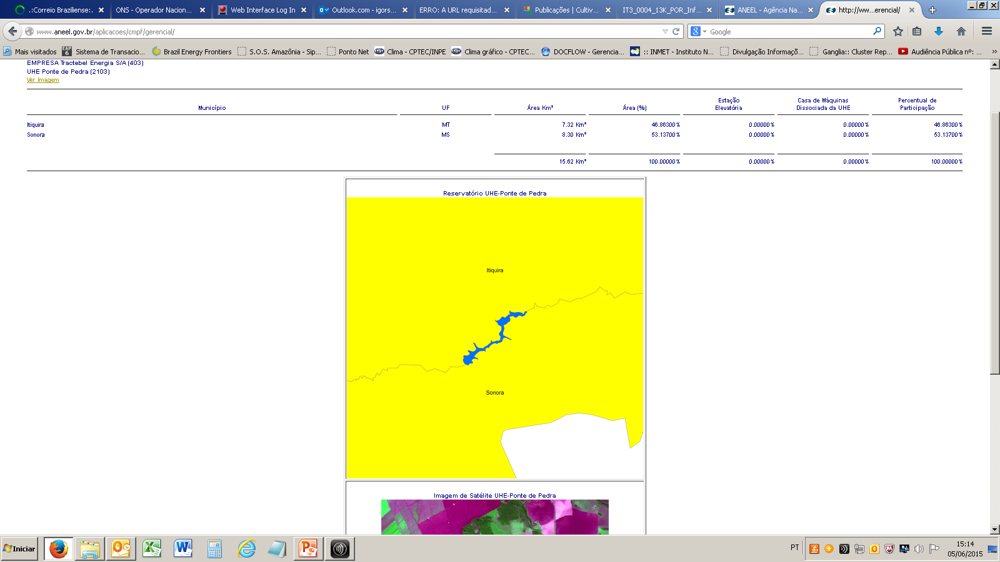 .:Correio Braziliense:.
ONS - Operador Nacion...
Web Interface Log In
Outlook.com - igors...
ERRO: A URL requisitad...
Publicações | Cultiv...
IT3_0004_13K_POR_Inf...
ANEEL - Agência Na...
http://ww...erencial/
www.aneel.gov.br/aplicacoes/cmpf/gerencial/
Google
Mais visitados
Sistema de Transacio...
Brazil Energy Frontiers
S.O.S. Amazônia - Sip...
Ponto Net
Clima - CPTEC/INPE
Clima gráfico - CPTEC...
DOCFLOW - Gerencia...
:: INMET - Instituto N...
Divulgação Informaçõ...
Ganglia:: Cluster Rep...
Audiência Pública nº: ...
EMPRESA Tractebel Energia S/A (403)
UHE Ponte de Pedra (2103)
Ver Imagem
Município UF Área Km² Área (%) Estação Elevatória Casa de Máquinas Dissociada da UHE Percentual de Participação
Itiquira MT 7.32 Km² 46.86300% 0.00000% 0.00000% 46.86300%
Sonora MS 8.30 Km² 53.13700% 0.00000% 0.00000% 53.13700%
15.62 Km² 100.00000% 0.00000% 0.00000% 100.00000%
Reservatório UHE-Ponte de Pedra
Itiquira
Sonora
Imagem de Satélite UHE-Ponte de Pedra
Iniciar
PT
15:14
05/06/2015